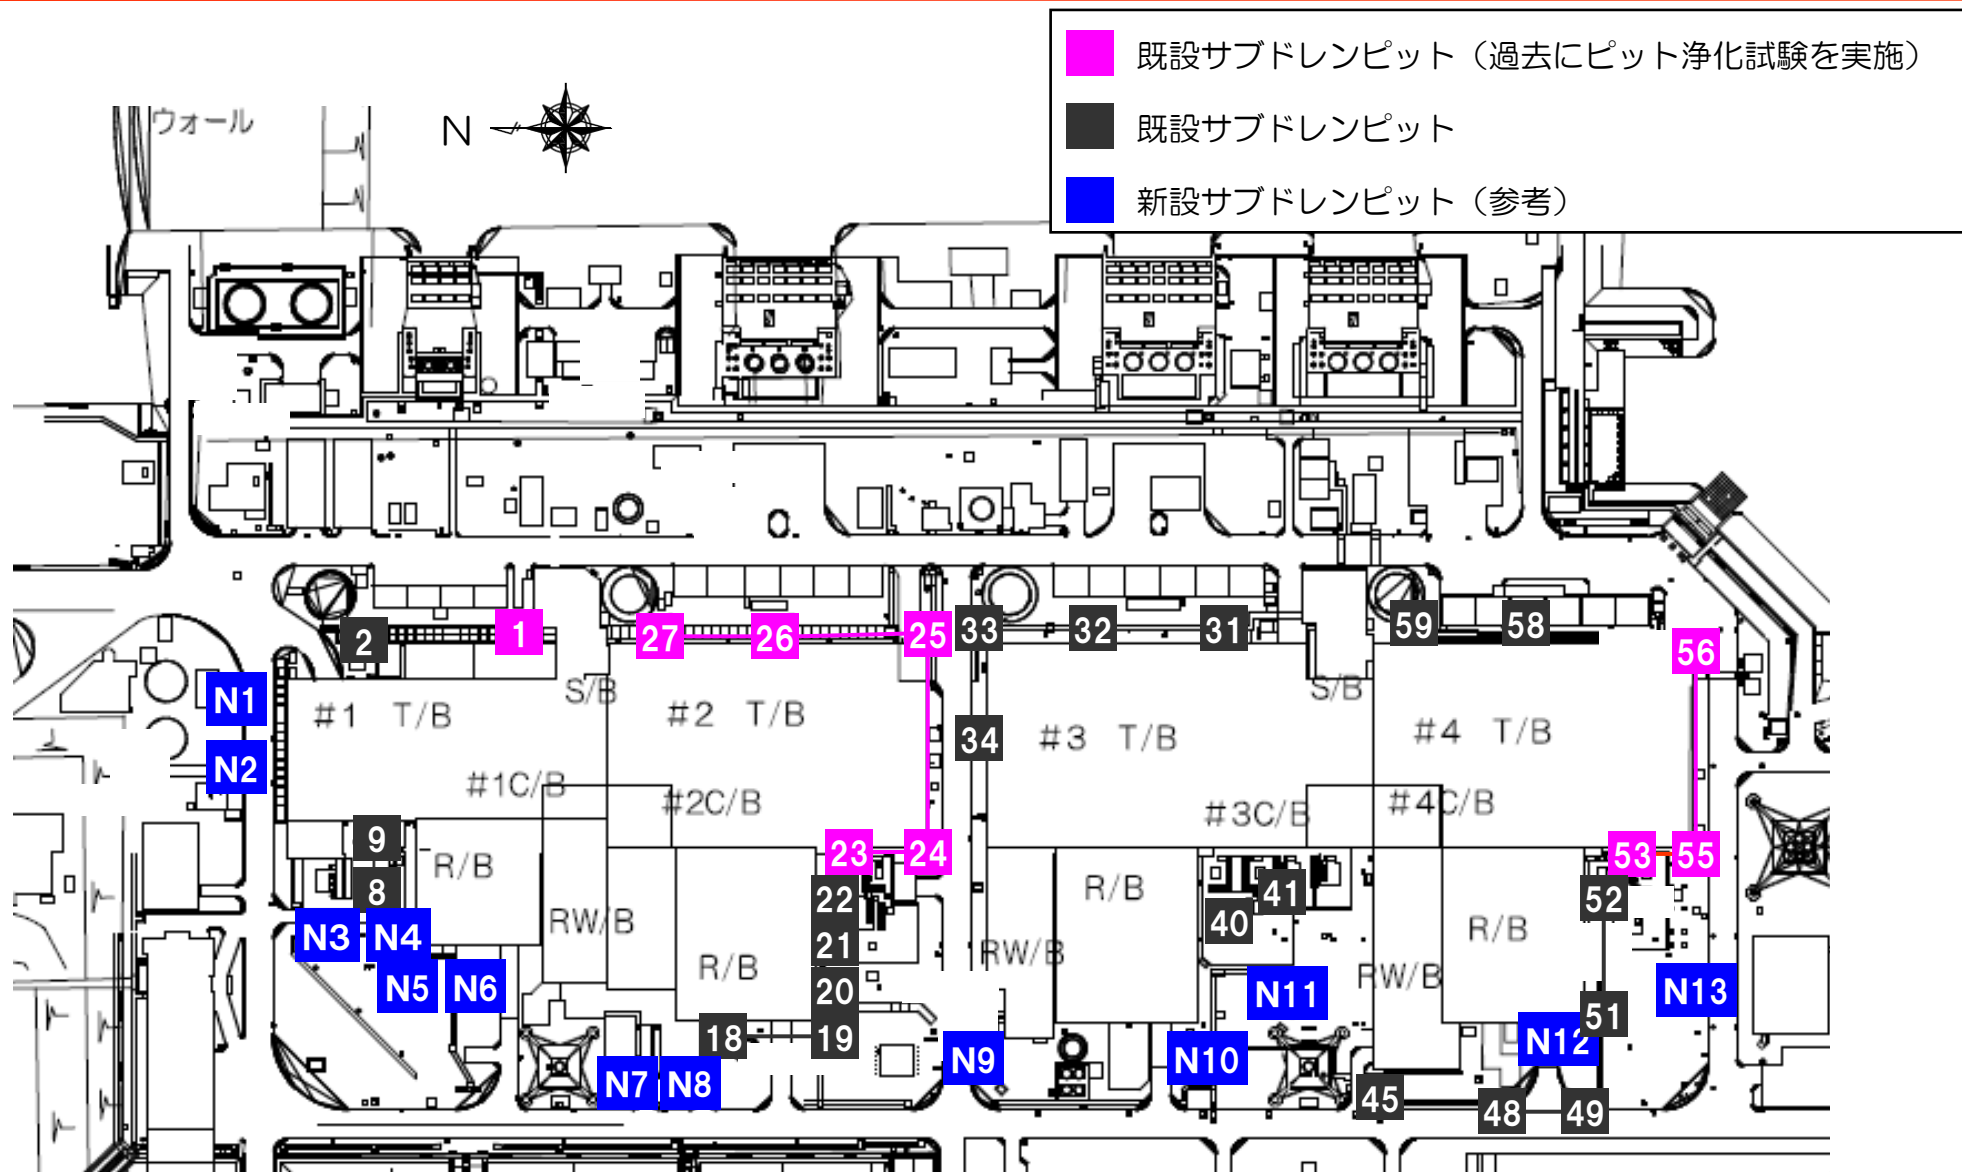 既設サブドレンピット（過去にピット浄化試験を実施）
既設サブドレンピット
新設サブドレンピット（参考）
ウォール
N
2
1
27
26
25
33
32
31
59
58
56
N1
#1 T/B
S/B
#2 T/B
34
#3 T/B
S/B
#4 T/B
N2
#1C/B
#2C/B
#3C/B
#4C/B
9
8
R/B
23
24
53
55
22
21
20
19
18
R/B
41
40
52
R/B
N3
N4
N5
N6
RW/B
R/B
RW/B
RW/B
N11
N13
51
N12
N7
N8
N9
N10
45
48
49